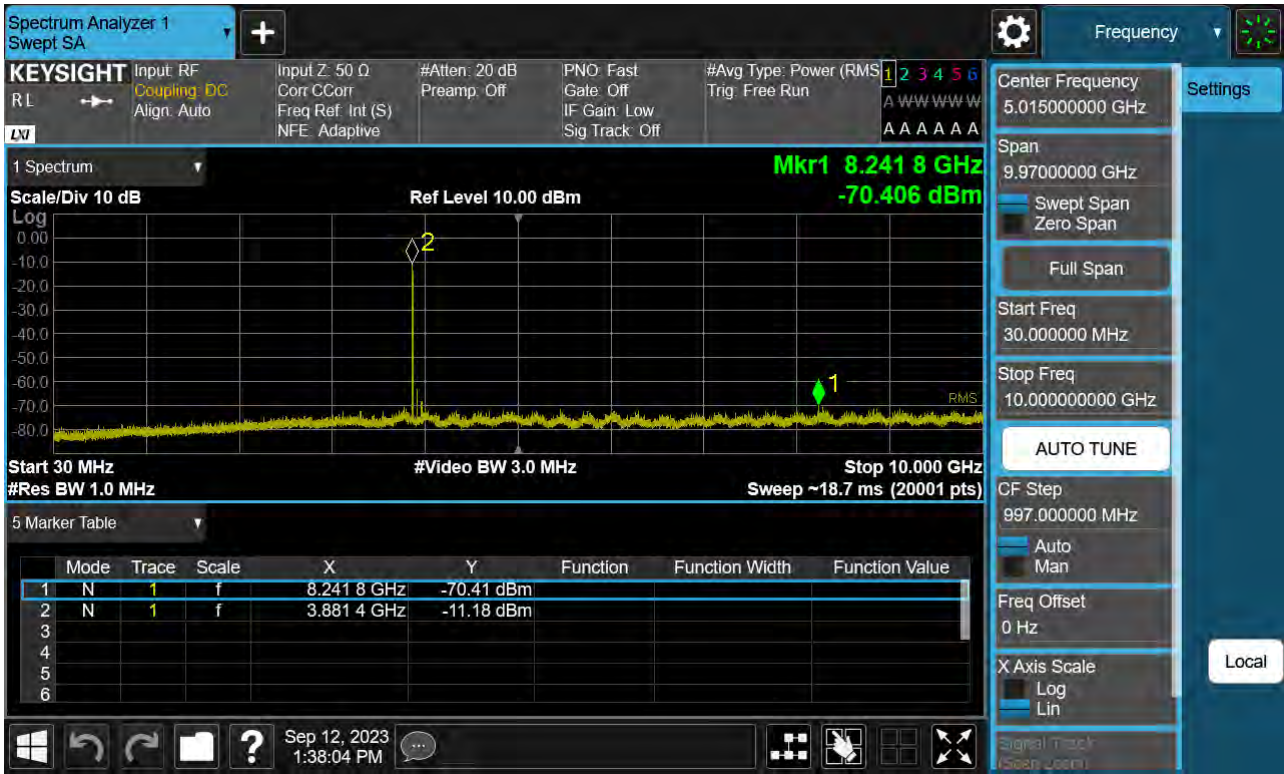 Spectrum Analyzer 1
Swept SA
+
Frequency
KEYSIGHT
RL
LXI
Input: RF
Coupling: DC
Align: Auto
Input Z: 50 Ω
Corr CCorr
Freq Ref: Int (S)
NFE: Adaptive
#Atten: 20 dB
Preamp: Off
PNO: Fast
Gate: Off
IF Gain: Low
Sig Track: Off
#Avg Type: Power (RMS
Trig: Free Run
1 2 3 4 5 6
A W W W W W
A A A A A A
1 Spectrum
Mkr1 8.241 8 GHz
Scale/Div 10 dB
Ref Level 10.00 dBm
-70.406 dBm
Log
0.00
-10.0
-20.0
-30.0
-40.0
-50.0
-60.0
-70.0
-80.0
2
1
RMS
Start 30 MHz
#Video BW 3.0 MHz
Stop 10.000 GHz
#Res BW 1.0 MHz
Sweep ~18.7 ms (20001 pts)
5 Marker Table
Mode Trace Scale X Y Function Function Width Function Value
1 N 1 f 8.241 8 GHz -70.41 dBm
2 N 1 f 3.881 4 GHz -11.18 dBm
3
4
5
6
Sep 12, 2023
1:38:04 PM
?
Center Frequency
5.015000000 GHz
Settings
Span
9.97000000 GHz
Swept Span
Zero Span
Full Span
Start Freq
30.000000 MHz
Stop Freq
10.000000000 GHz
AUTO TUNE
CF Step
997.000000 MHz
Auto
Man
Freq Offset
0 Hz
X Axis Scale
Log
Lin
Local
Signal Track
(Span Zoom)